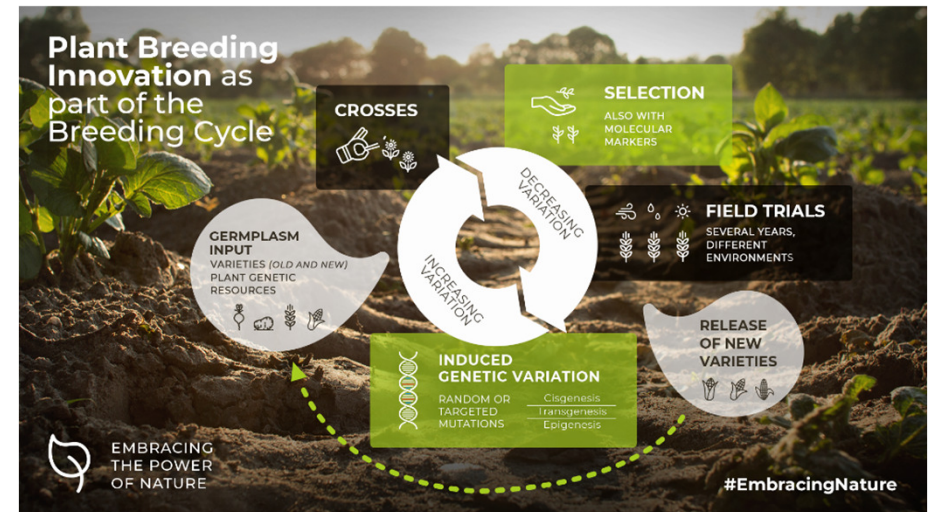 Plant Breeding
Innovation as
part of the
Breeding Cycle
CROSSES
SELECTION
ALSO WITH
MOLECULAR
MARKERS
DECREASING
VARIATION
FIELD TRIALS
SEVERAL YEARS,
DIFFERENT
ENVIRONMENTS
GERMPLASM
INPUT
VARIETIES (OLD AND NEW)
PLANT GENETIC
RESOURCES
INCREASING
VARIATION
RELEASE
OF NEW
VARIETIES
INDUCED
GENETIC VARIATION
RANDOM OR
TARGETED
MUTATIONS
Cisgenesis
Transgenesis
Epigenesis
EMBRACING
THE POWER
OF NATURE
#EmbracingNature